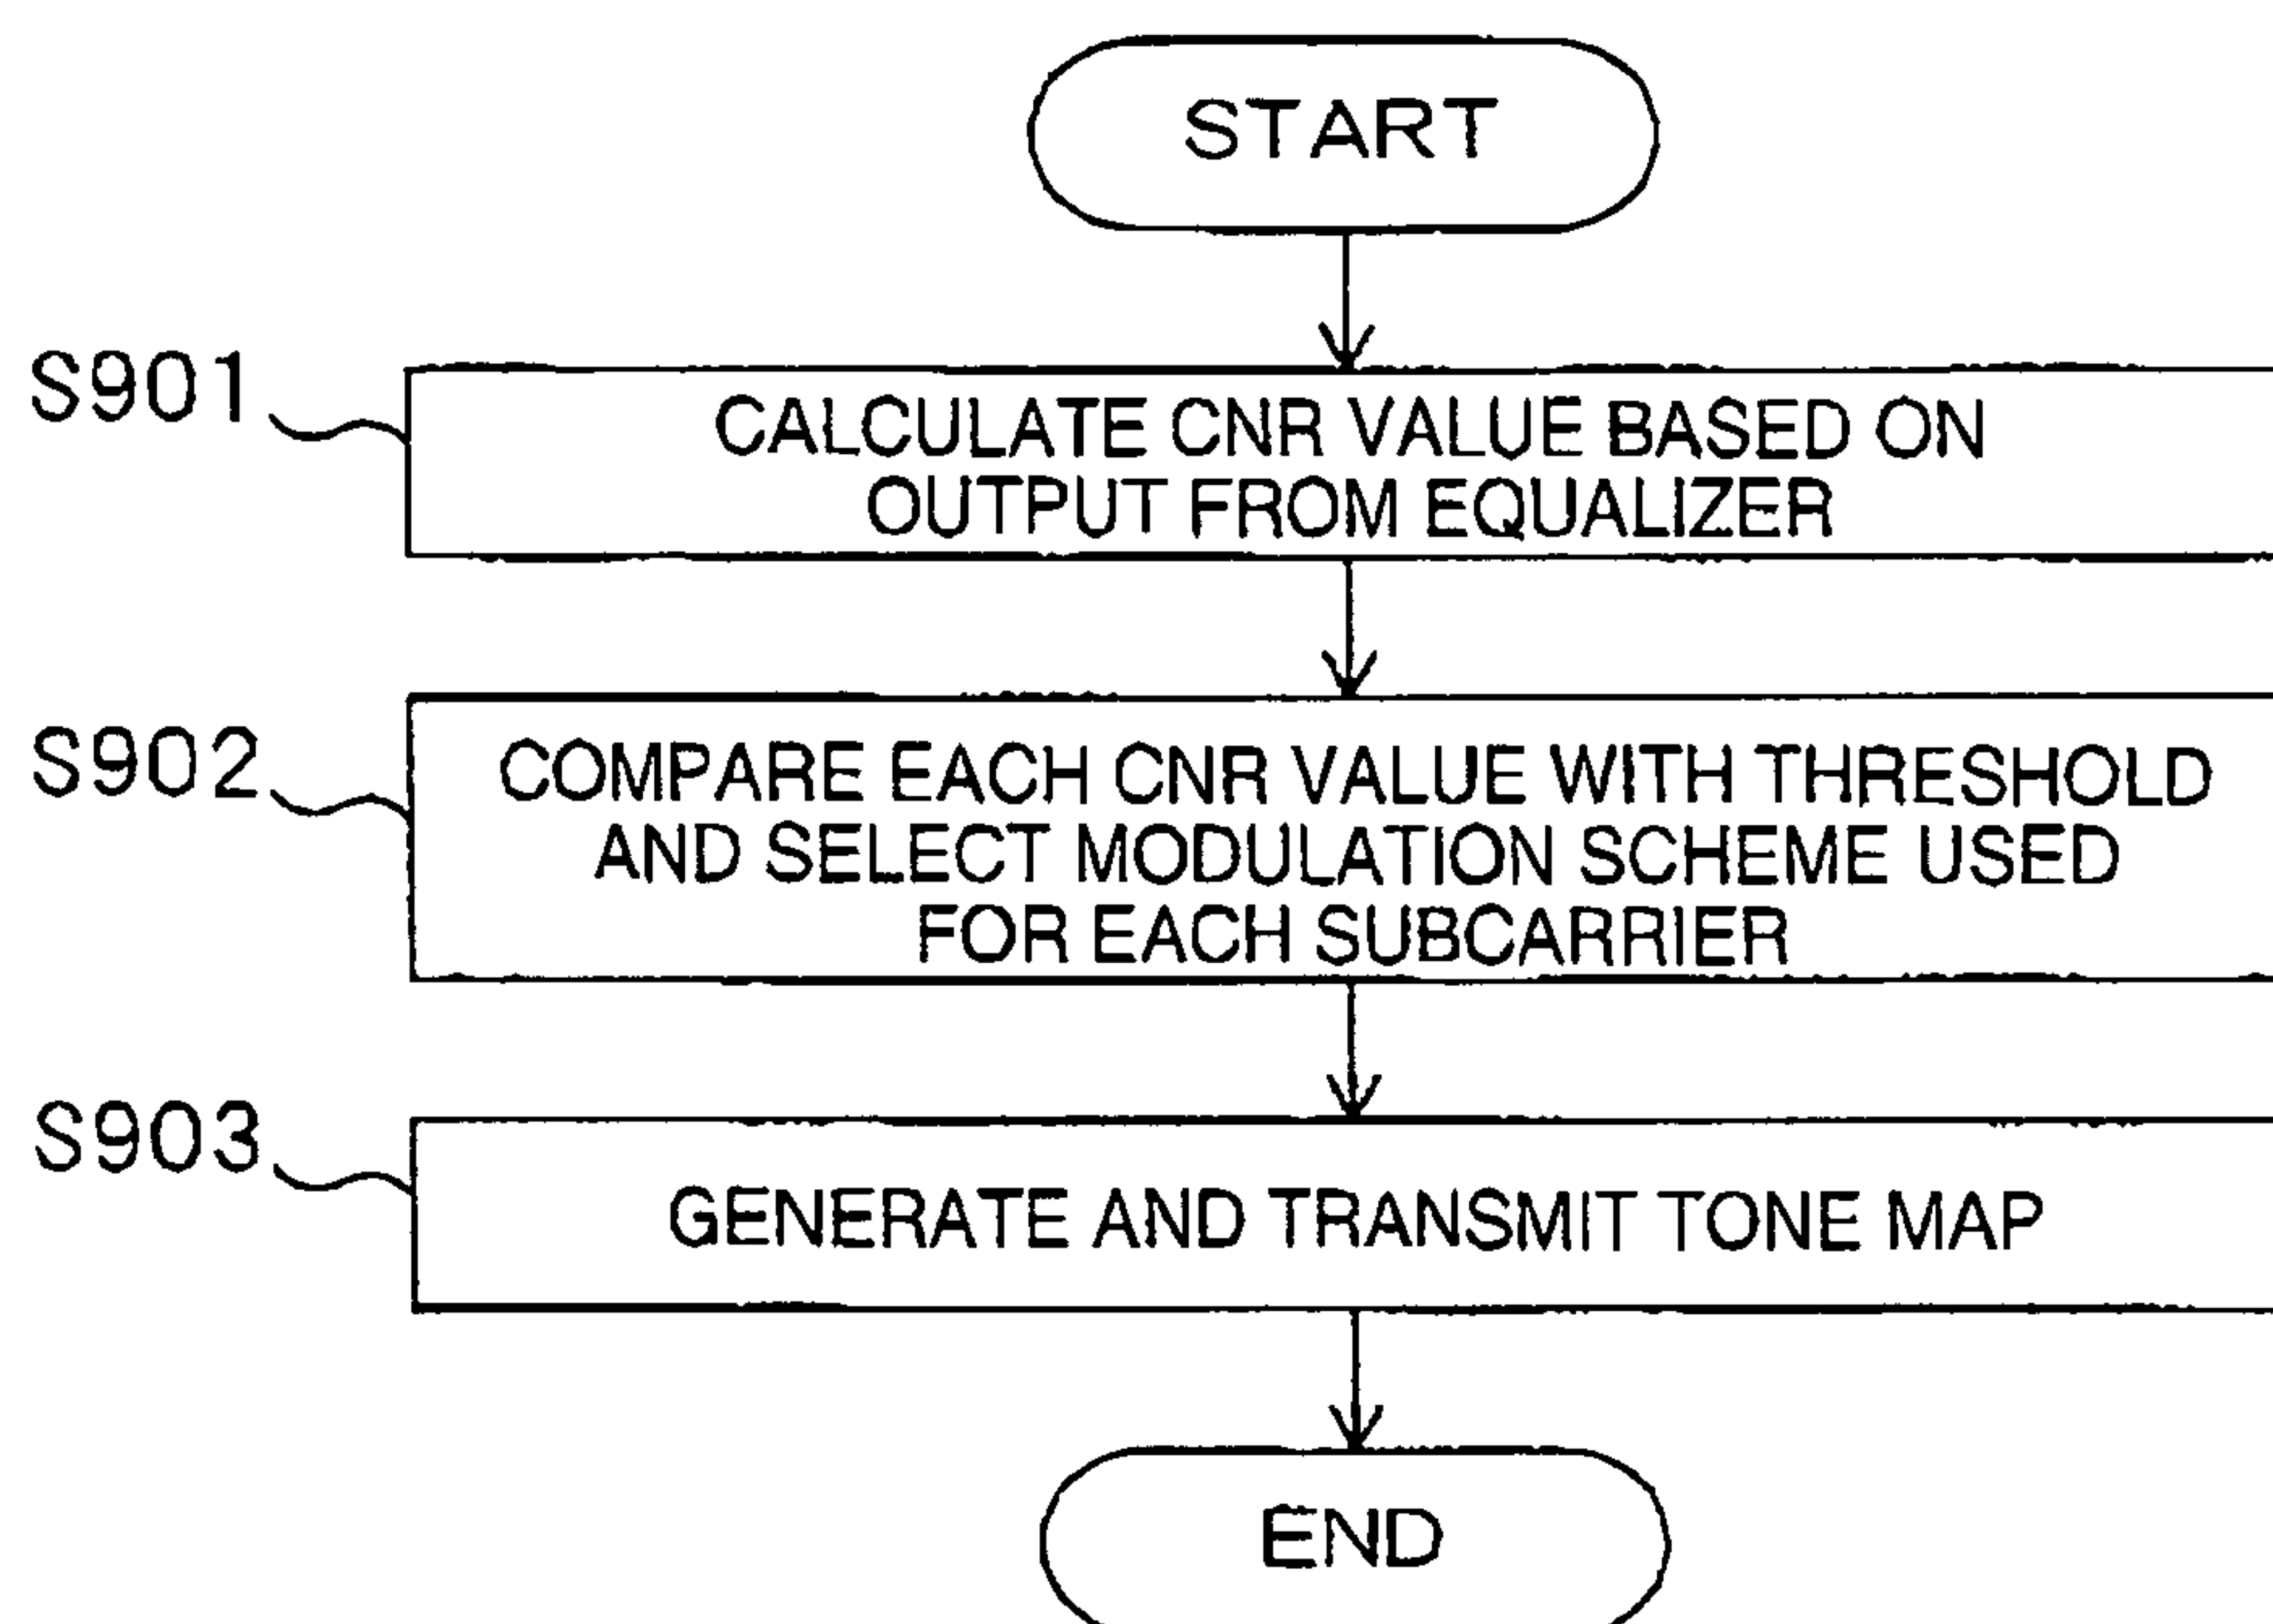 START
S901
CALCULATE CNR VALUE BASED ON
OUTPUT FROM EQUALIZER
S902
COMPARE EACH CNR VALUE WITH THRESHOLD
AND SELECT MODULATION SCHEME USED
FOR EACH SUBCARRIER
S903
GENERATE AND TRANSMIT TONE MAP
END